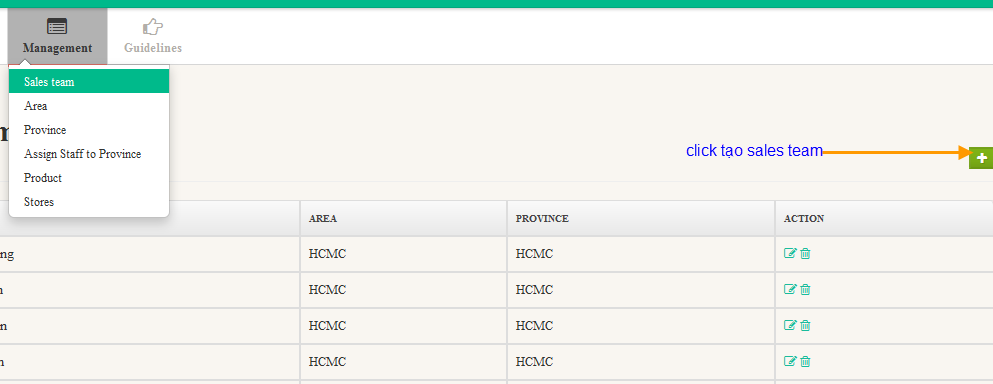 Management
Guidelines
Sales team
Area
Province
Assign Staff to Province
Product
Stores
click tạo sales team
AREA
PROVINCE
ACTION
ng
HCMC
HCMC
HCMC
HCMC
n
HCMC
HCMC
HCMC
HCMC